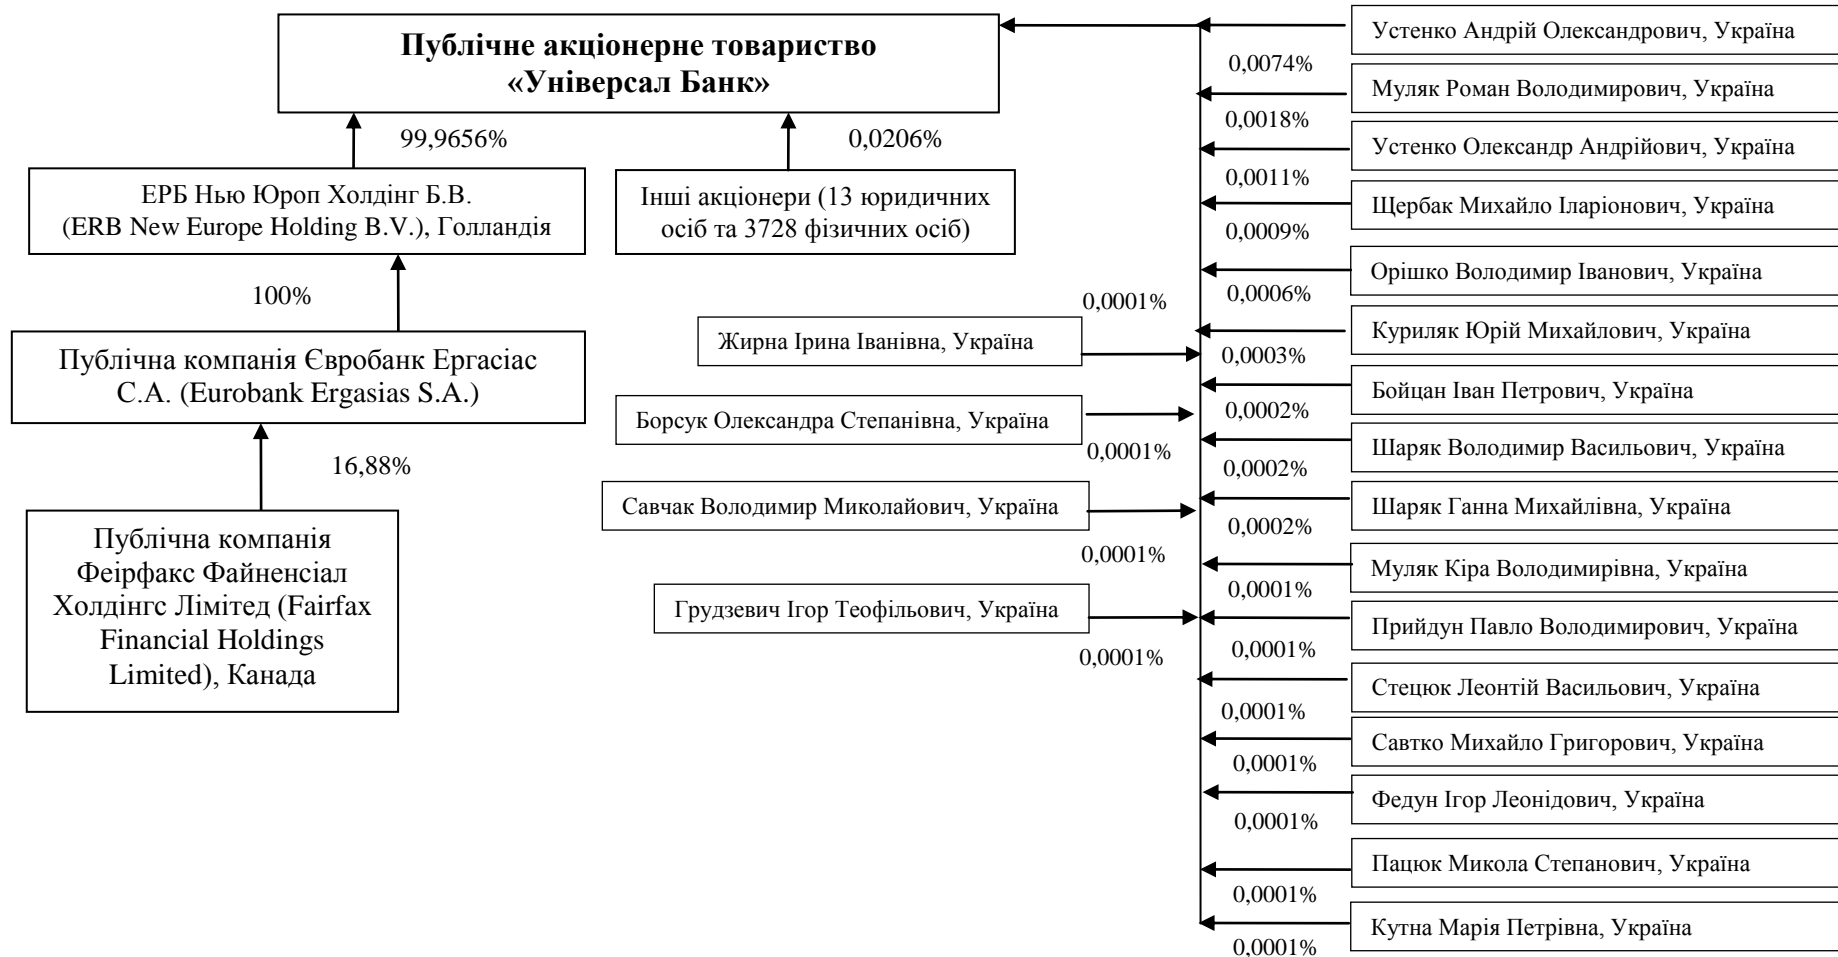 Публічне акціонерне товариство
«Універсал Банк»
99,9656%
0,0206%
ЕРБ Нью Юроп Холдінг Б.В.
(ERB New Europe Holding B.V.), Голландія
Інші акціонери (13 юридичних
осіб та 3728 фізичних осіб)
100%
Публічна компанія Євробанк Ергасіас
С.А. (Eurobank Ergasias S.A.)
16,88%
Публічна компанія
Феірфакс Файненсіал
Холдінгс Лімітед (Fairfax
Financial Holdings
Limited), Канада
0,0001%
Жирна Ірина Іванівна, Україна
Борсук Олександра Степанівна, Україна
0,0001%
Савчак Володимир Миколайович, Україна
0,0001%
Грудзевич Ігор Теофільович, Україна
0,0001%
Устенко Андрій Олександрович, Україна
0,0074%
Муляк Роман Володимирович, Україна
0,0018%
Устенко Олександр Андрійович, Україна
0,0011%
Щербак Михайло Іларіонович, Україна
0,0009%
Орішко Володимир Іванович, Україна
0,0006%
Куриляк Юрій Михайлович, Україна
0,0003%
Бойцан Іван Петрович, Україна
0,0002%
Шаряк Володимир Васильович, Україна
0,0002%
Шаряк Ганна Михайлівна, Україна
0,0002%
Муляк Кіра Володимирівна, Україна
0,0001%
Прийдун Павло Володимирович, Україна
0,0001%
Стецюк Леонтій Васильович, Україна
0,0001%
Савтко Михайло Григорович, Україна
0,0001%
Федун Ігор Леонідович, Україна
0,0001%
Пацюк Микола Степанович, Україна
0,0001%
Кутна Марія Петрівна, Україна
0,0001%